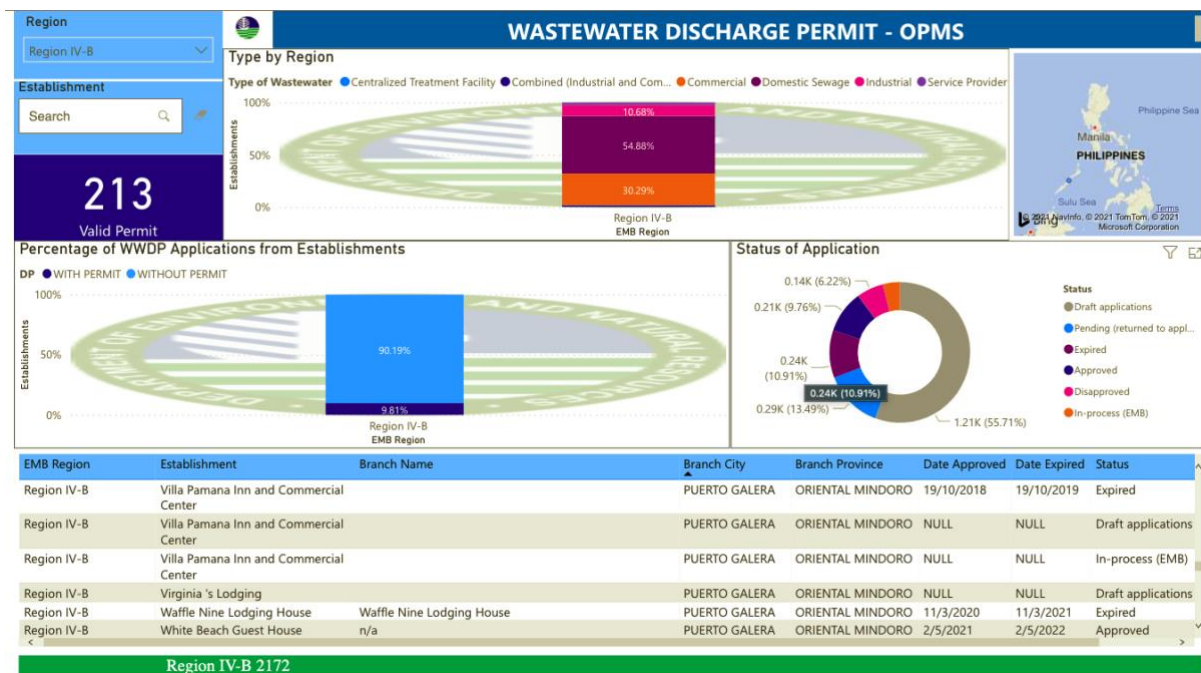 Region
Region IV-B
Establishment
Search
213
Valid Permit
WASTEWATER DISCHARGE PERMIT - OPMS
Type by Region
Type of Wastewater Centralized Treatment Facility Combined (Industrial and Com... Commercial Domestic Sewage Industrial Service Provider
100%
50%
0%
Establishments
10.68%
54.88%
30.29%
Region IV-B
EMB Region
Philippine Sea
Manila
PHILIPPINES
Sulu Sea
Terms
Bing
© 2021 NavInfo, © 2021 TomTom, © 2021
Microsoft Corporation
Percentage of WWDP Applications from Establishments
DP WITH PERMIT WITHOUT PERMIT
100%
50%
0%
Establishments
90.19%
9.81%
Region IV-B
EMB Region
Status of Application
0.14K (6.22%)
0.21K (9.76%)
0.24K
(10.91%)
0.24K (10.91%)
0.29K (13.49%)
1.21K (55.71%)
Status
Draft applications
Pending (returned to appl...
Expired
Approved
Disapproved
In-process (EMB)
EMB Region Establishment Branch Name Branch City Branch Province Date Approved Date Expired Status
Region IV-B Villa Pamana Inn and Commercial Center PUERTO GALERA ORIENTAL MINDORO 19/10/2018 19/10/2019 Expired
Region IV-B Villa Pamana Inn and Commercial Center PUERTO GALERA ORIENTAL MINDORO NULL NULL Draft applications
Region IV-B Villa Pamana Inn and Commercial Center PUERTO GALERA ORIENTAL MINDORO NULL NULL In-process (EMB)
Region IV-B Virginia 's Lodging PUERTO GALERA ORIENTAL MINDORO NULL NULL Draft applications
Region IV-B Waffle Nine Lodging House Waffle Nine Lodging House PUERTO GALERA ORIENTAL MINDORO 11/3/2020 11/3/2021 Expired
Region IV-B White Beach Guest House n/a PUERTO GALERA ORIENTAL MINDORO 2/5/2021 2/5/2022 Approved
Region IV-B 2172